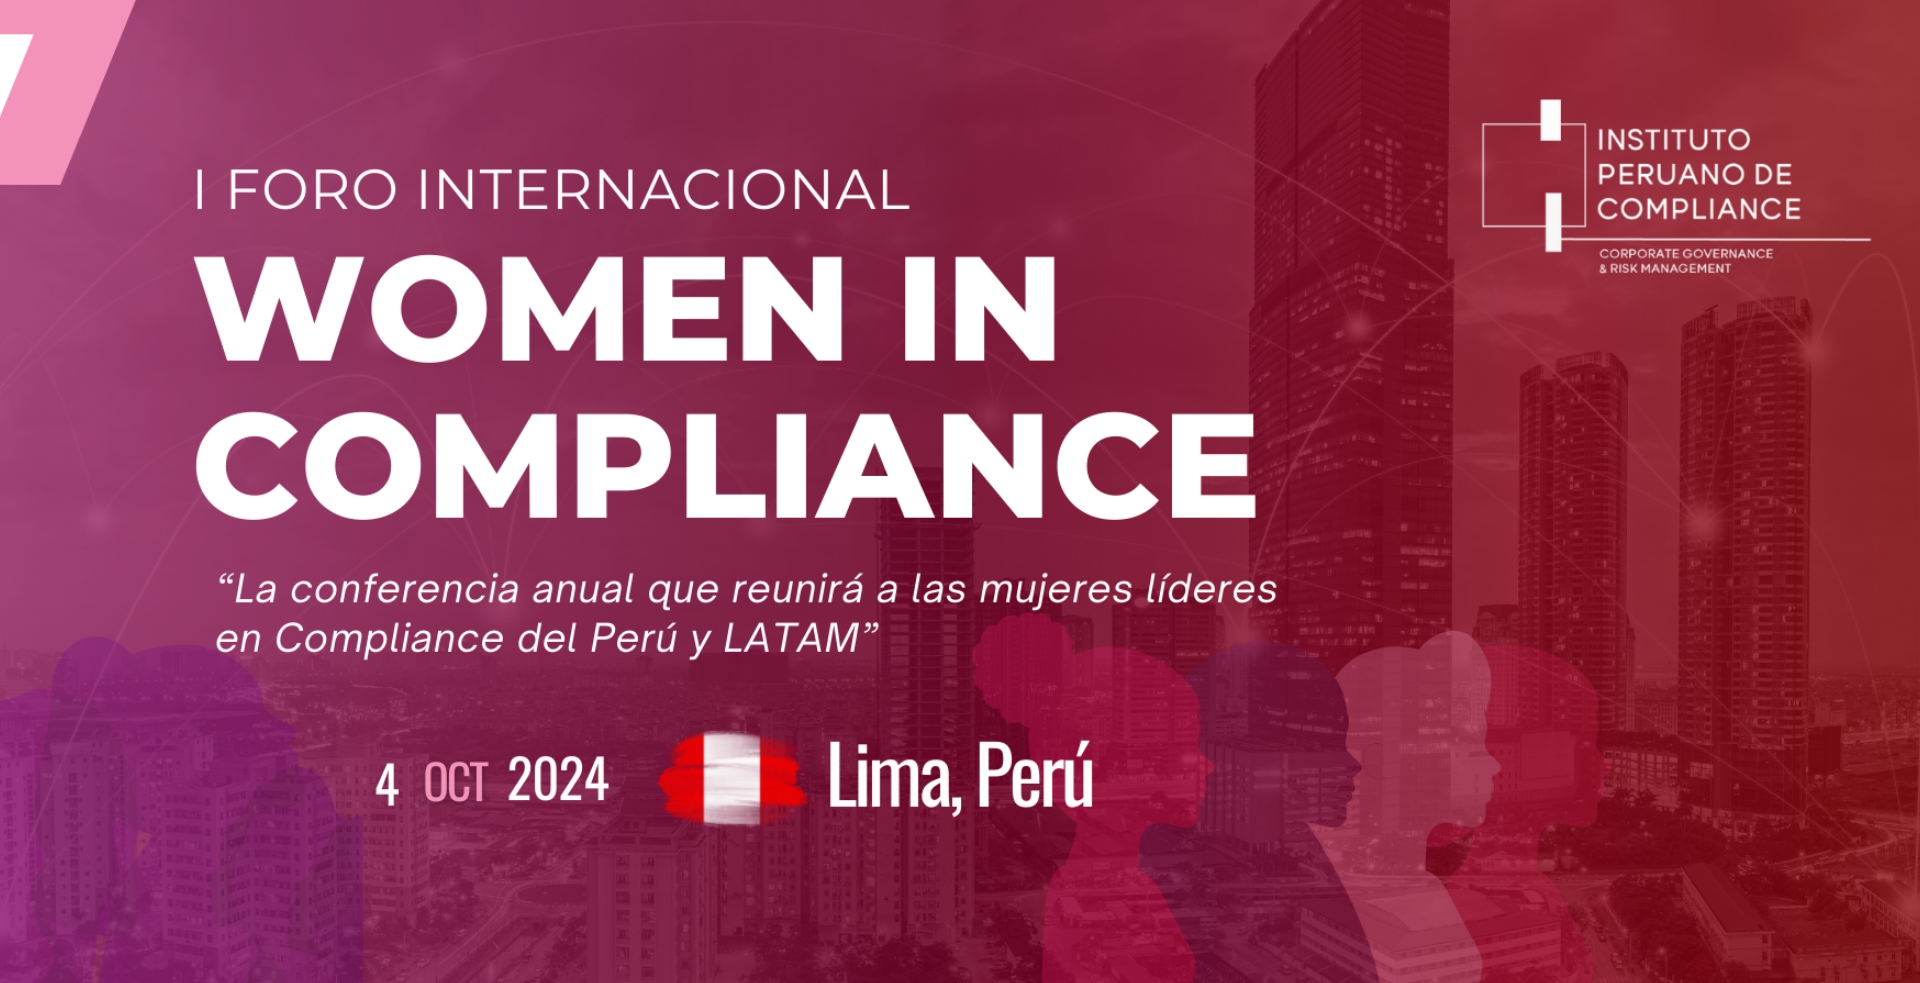 I FORO INTERNACIONAL
WOMEN IN
COMPLIANCE
“La conferencia anual que reunirá a las mujeres líderes
en Compliance del Perú y LATAM”
4 OCT 2024
Lima, Perú
INSTITUTO
PERUANO DE
COMPLIANCE
CORPORATE GOVERNANCE
& RISK MANAGEMENT